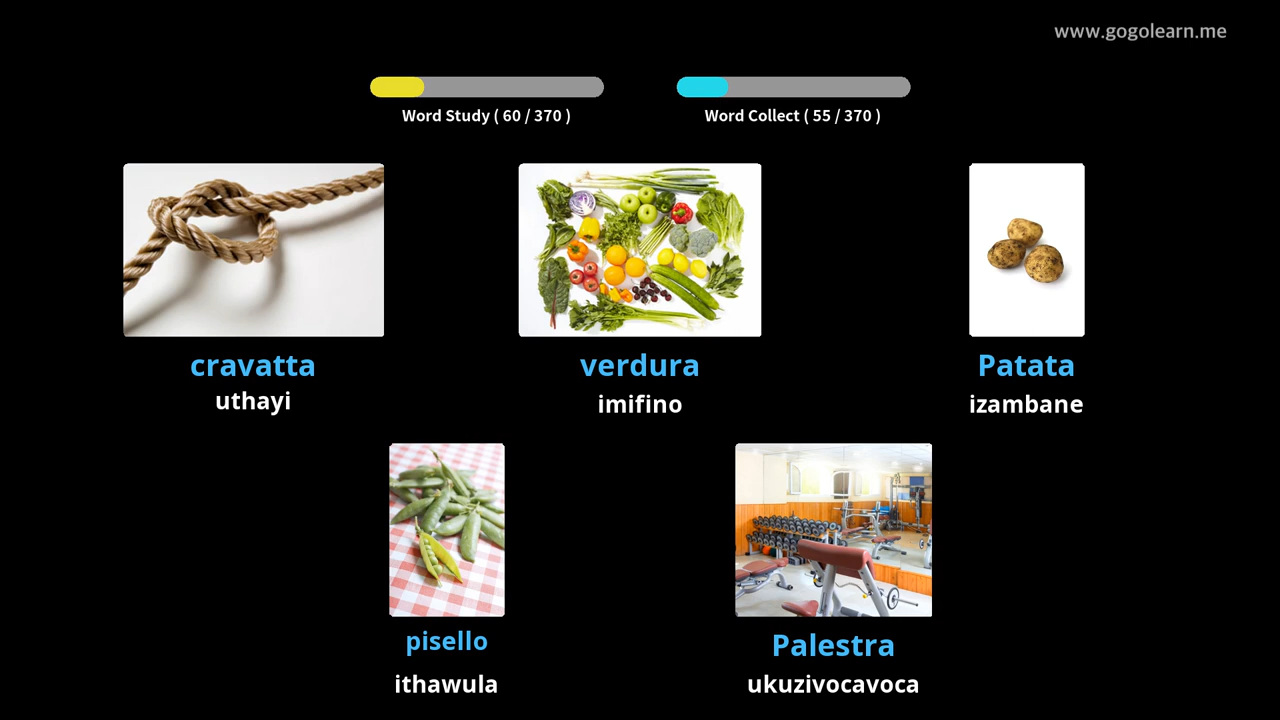 www.gogolearn.me
Word Study ( 60 / 370 )
Word Collect ( 55 / 370 )
cravatta
uthayi
verdura
imifino
Patata
izambane
pisello
ithawula
Palestra
ukuzivocavoca